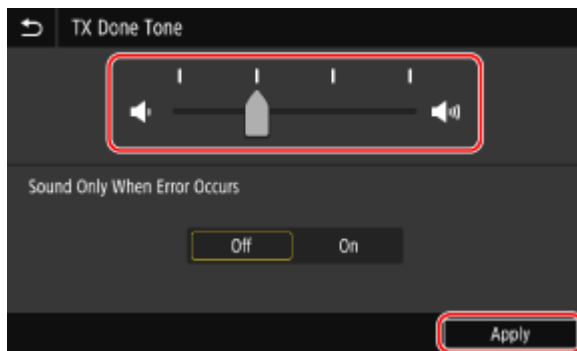 TX Done Tone
Sound Only When Error Occurs
Off
On
Apply